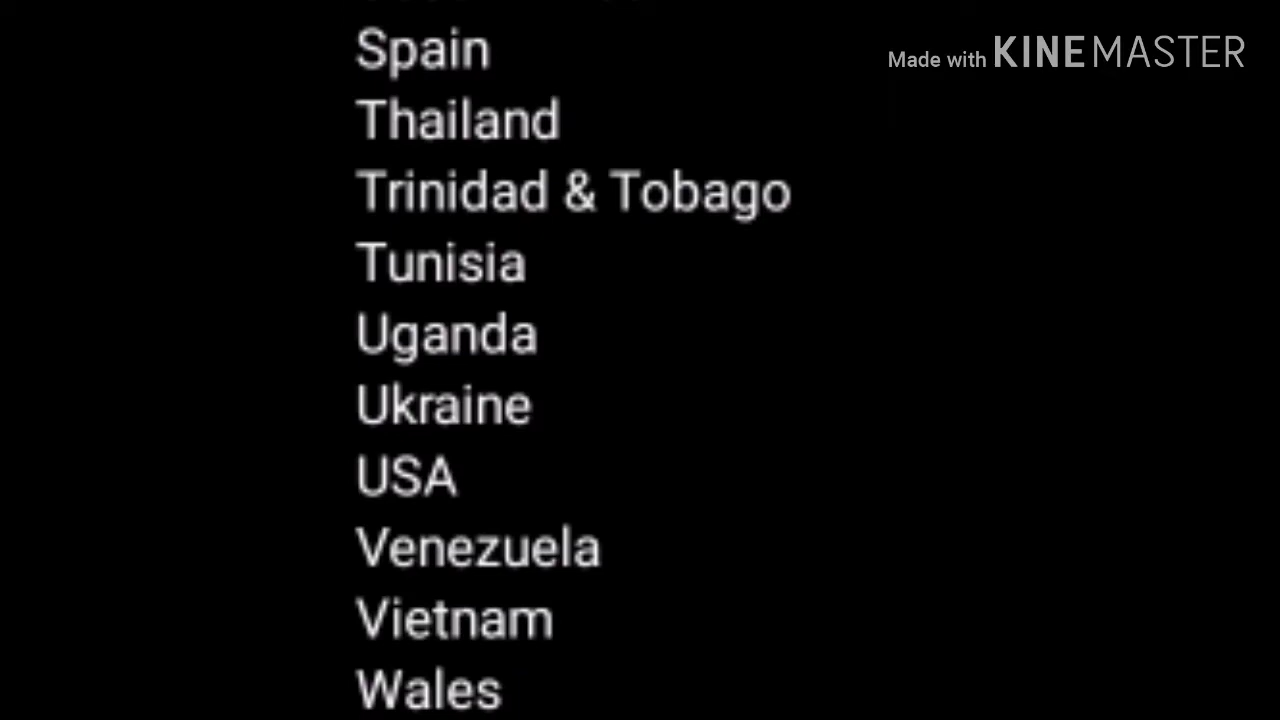 Made with KINEMASTER
Spain
Thailand
Trinidad & Tobago
Tunisia
Uganda
Ukraine
USA
Venezuela
Vietnam
Wales